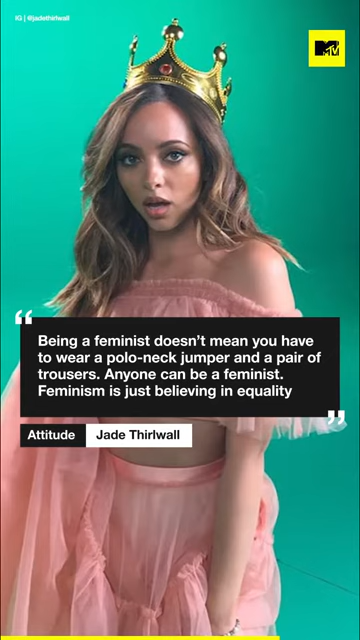 IG | @jadethirlwall
MTV
“
Being a feminist doesn’t mean you have
to wear a polo-neck jumper and a pair of
trousers. Anyone can be a feminist.
Feminism is just believing in equality
”
Attitude Jade Thirlwall